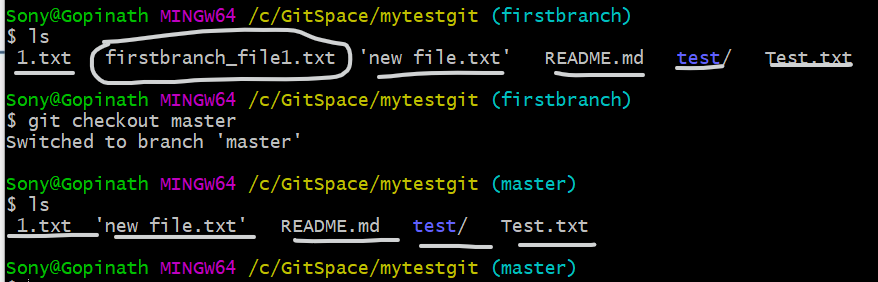 Sony@Gopinath MINGW64 /c/GitSpace/mytestgit (firstbranch)
$ ls
1.txt firstbranch_file1.txt 'new file.txt' README.md test/ Test.txt
Sony@Gopinath MINGW64 /c/GitSpace/mytestgit (firstbranch)
$ git checkout master
Switched to branch 'master'
Sony@Gopinath MINGW64 /c/GitSpace/mytestgit (master)
$ ls
1.txt 'new file.txt' README.md test/ Test.txt
Sony@Gopinath MINGW64 /c/GitSpace/mytestgit (master)